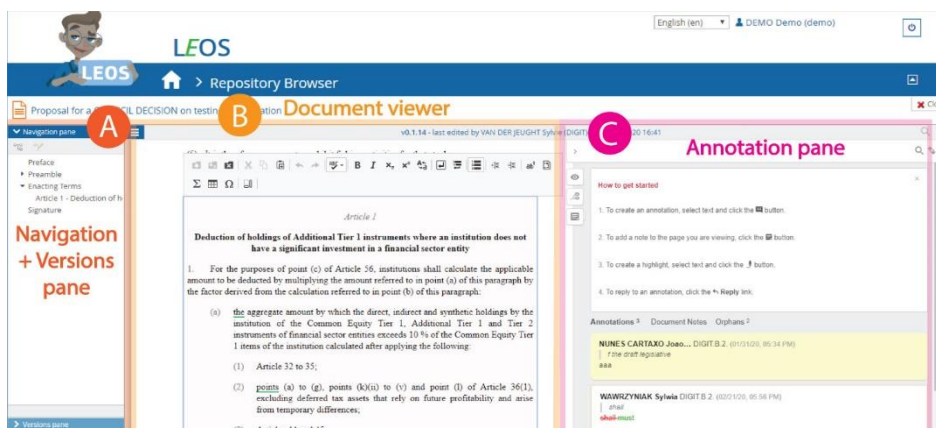 English (en)
DEMO Demo (demo)
LEOS
LEOS
> Repository Browser
Proposal for a
CIL DECISION on testin
ation
Document viewer
Clo
A
B
C
Navigation pane
v0.1.14 - last edited by VAN DER JEUGHT Sylvie (DIGIT)
20 16:41
Annotation pane
Preface
Preamble
Enacting Terms
Article 1 - Deduction of h
Signature
Navigation
+ Versions
pane
Versions pane
B I
Σ Ω
Article 1
Deduction of holdings of Additional Tier 1 instruments where an institution does not
have a significant investment in a financial sector entity
1. For the purposes of point (c) of Article 56, institutions shall calculate the applicable
amount to be deducted by multiplying the amount referred to in point (a) of this paragraph by
the factor derived from the calculation referred to in point (b) of this paragraph:
(a) the aggregate amount by which the direct, indirect and synthetic holdings by the
institution of the Common Equity Tier 1, Additional Tier 1 and Tier 2
instruments of financial sector entities exceeds 10 % of the Common Equity Tier
1 items of the institution calculated after applying the following:
(1) Article 32 to 35;
(2) points (a) to (g), points (k)(ii) to (v) and point (l) of Article 36(1),
excluding deferred tax assets that rely on future profitability and arise
from temporary differences;
How to get started
1. To create an annotation, select text and click the button.
2. To add a note to the page you are viewing, click the button.
3. To create a highlight, select text and click the button.
4. To reply to an annotation, click the Reply link.
Annotations 3 Document Notes Orphans 2
NUNES CARTAXO Joao... DIGIT.B.2. (01/31/20, 05:34 PM)
f the draft legislative
aaa
WAWRZYNIAK Sylwia DIGIT.B.2. (02/21/20, 05:56 PM)
shall
shall must